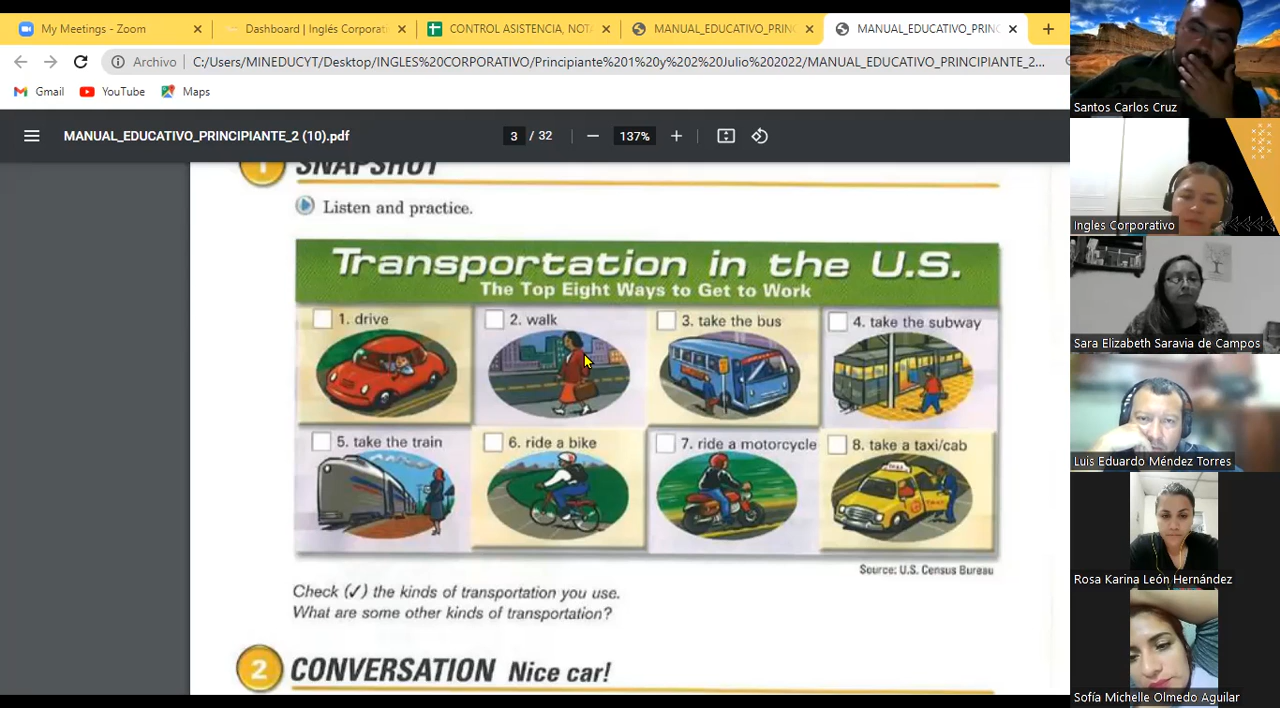 My Meetings - Zoom
Dashboard | Inglés Corporati
CONTROL ASISTENCIA, NOTA
MANUAL_EDUCATIVO_PRINC
MANUAL_EDUCATIVO_PRINC
Archivo
C:/Users/MINEDUCYT/Desktop/INGLES%20CORPORATIVO/Principiante%201%20y%202%20Julio%202022/MANUAL_EDUCATIVO_PRINCIPIANTE_2...
Gmail
YouTube
Maps
MANUAL_EDUCATIVO_PRINCIPIANTE_2 (10).pdf
3 / 32
137%
1 SNAPSHOT
Listen and practice.
Transportation in the U.S.
The Top Eight Ways to Get to Work
1. drive
2. walk
3. take the bus
4. take the subway
5. take the train
6. ride a bike
7. ride a motorcycle
8. take a taxi/cab
Source: U.S. Census Bureau
Check (✓) the kinds of transportation you use.
What are some other kinds of transportation?
2 CONVERSATION Nice car!
Santos Carlos Cruz
Ingles Corporativo
Sara Elizabeth Saravia de Campos
Luis Eduardo Méndez Torres
Rosa Karina León Hernández
Sofía Michelle Olmedo Aguilar